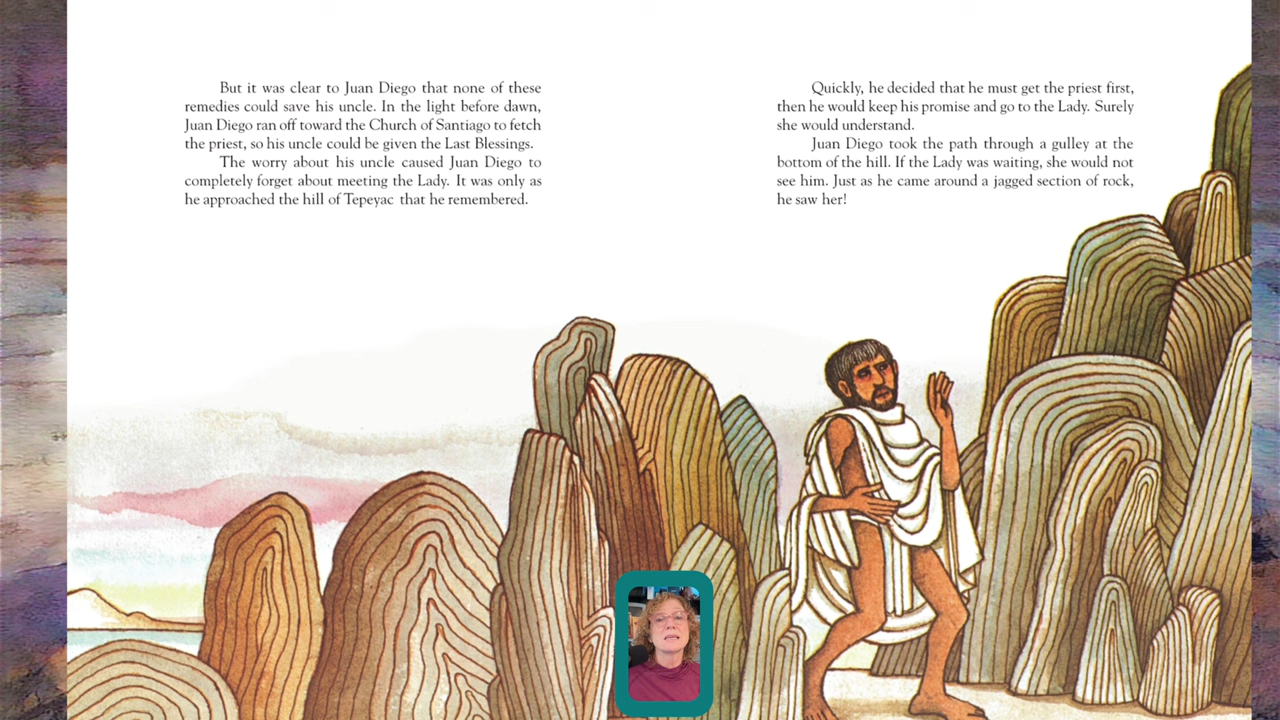 But it was clear to Juan Diego that none of these
remedies could save his uncle. In the light before dawn,
Juan Diego ran off toward the Church of Santiago to fetch
the priest, so his uncle could be given the Last Blessings.
The worry about his uncle caused Juan Diego to
completely forget about meeting the Lady. It was only as
he approached the hill of Tepeyac that he remembered.
Quickly, he decided that he must get the priest first,
then he would keep his promise and go to the Lady. Surely
she would understand.
Juan Diego took the path through a gulley at the
bottom of the hill. If the Lady was waiting, she would not
see him. Just as he came around a jagged section of rock,
he saw her!